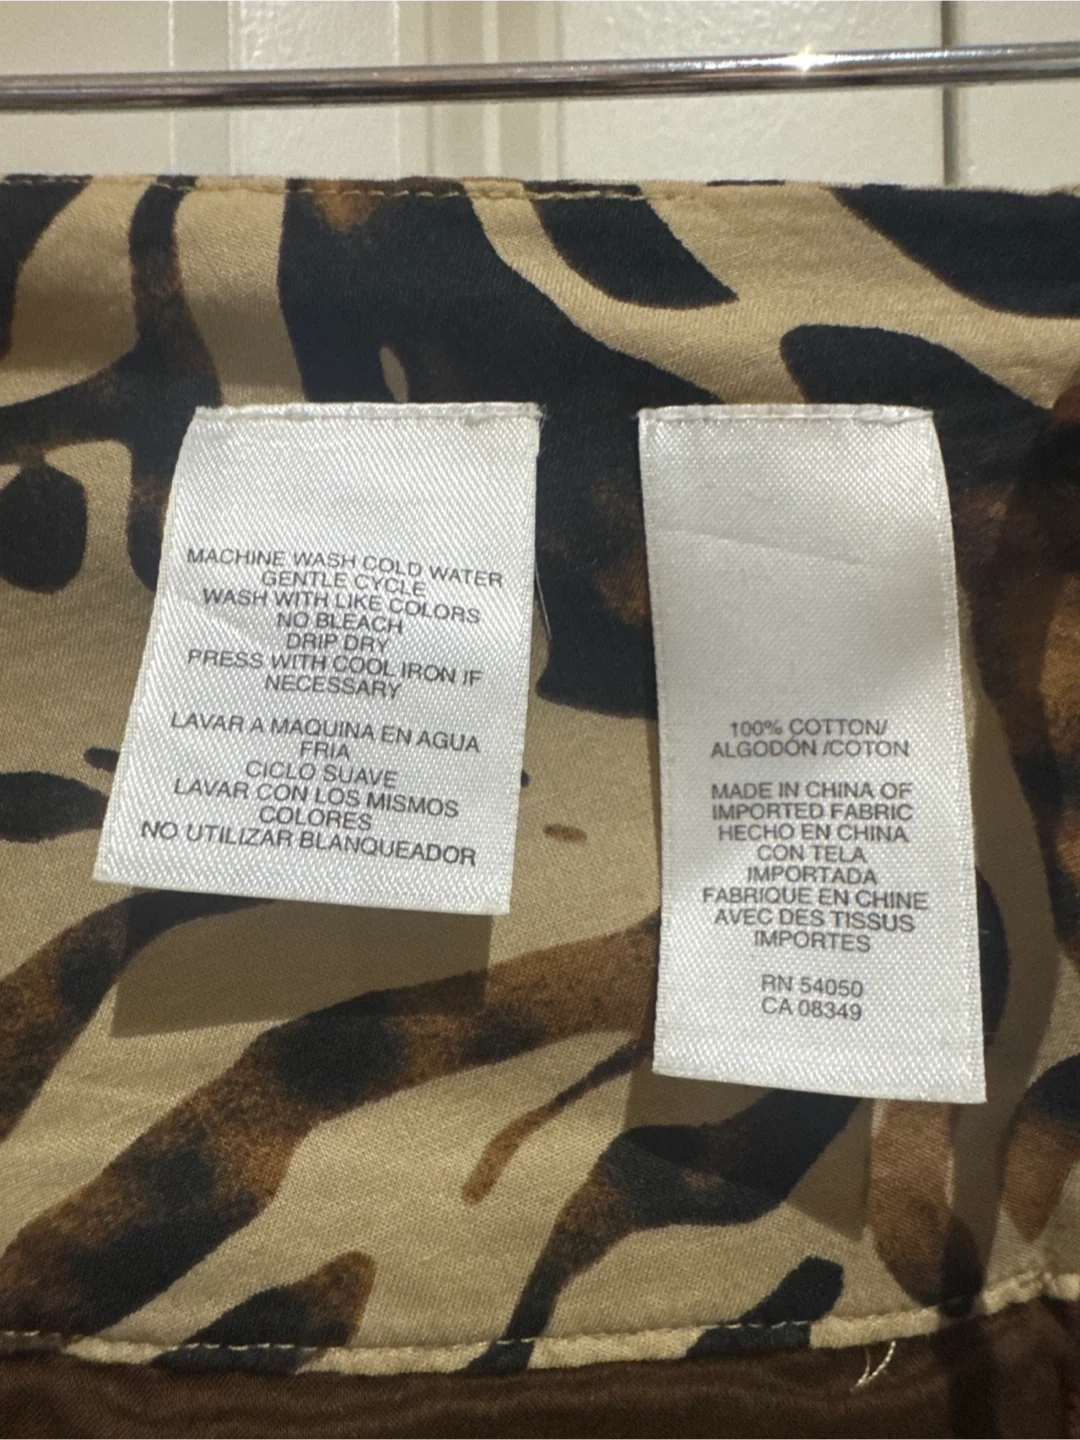 MACHINE WASH COLD WATER
GENTLE CYCLE
WASH WITH LIKE COLORS
NO BLEACH
DRIP DRY
PRESS WITH COOL IRON IF
NECESSARY
LAVAR A MAQUINA EN AGUA
FRIA
CICLO SUAVE
LAVAR CON LOS MISMOS
COLORES
NO UTILIZAR BLANQUEADOR
100% COTTON/
ALGODÓN /COTON
MADE IN CHINA OF
IMPORTED FABRIC
HECHO EN CHINA
CON TELA
IMPORTADA
FABRIQUE EN CHINE
AVEC DES TISSUS
IMPORTES
RN 54050
CA 08349